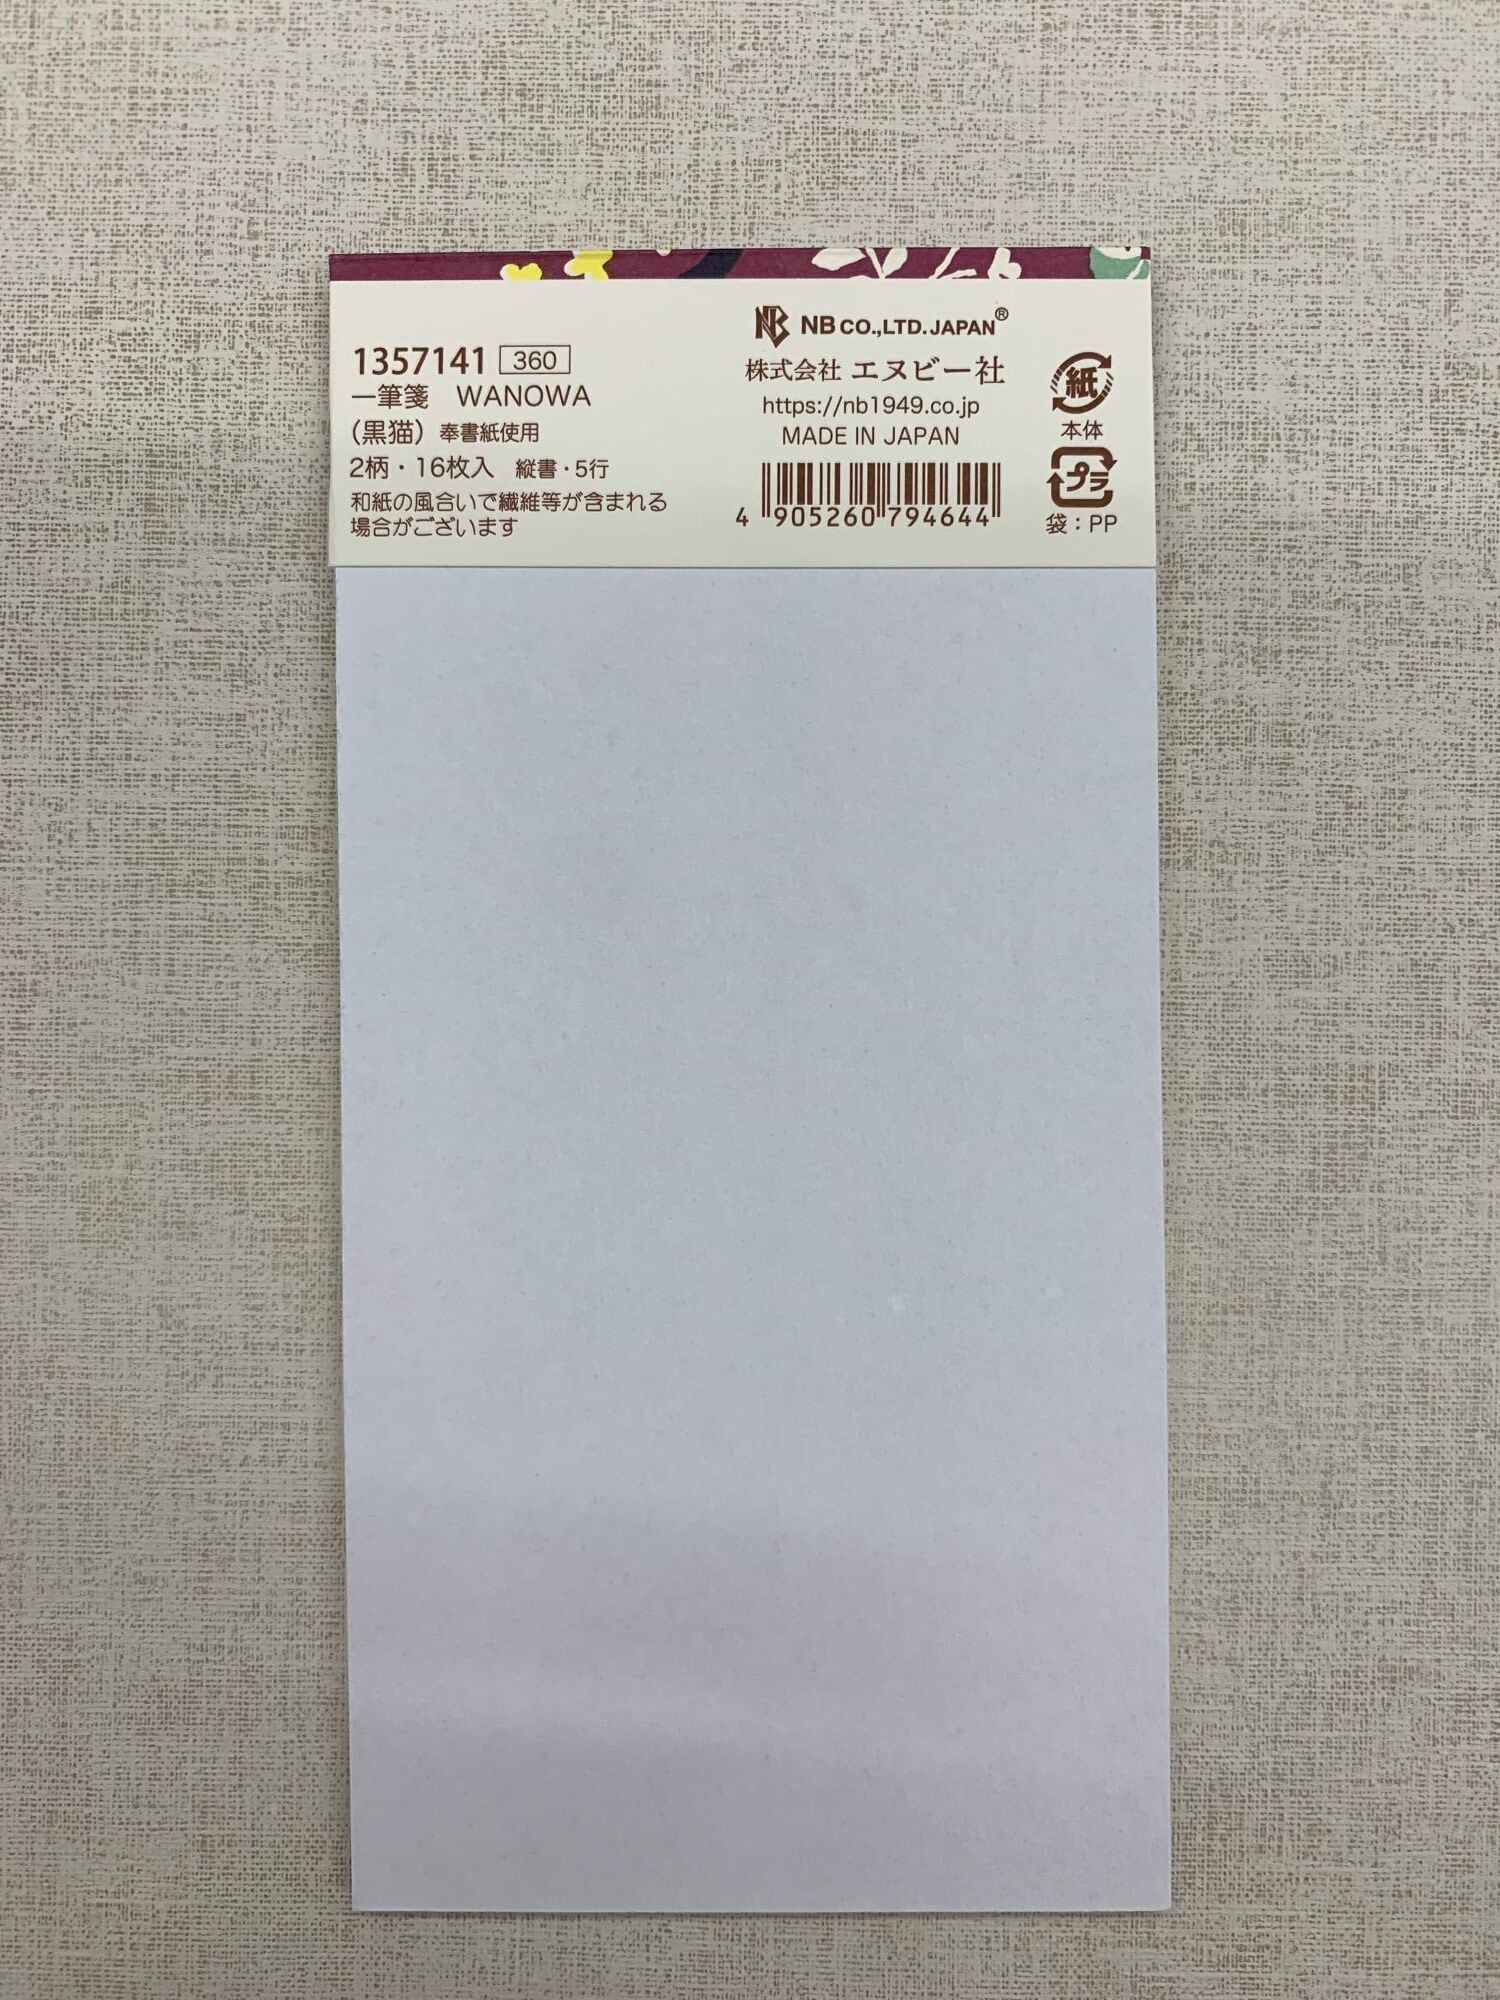 1357141 360
一筆箋 WANOWA
(黒猫) 奉書紙使用
2柄・16枚入 縦書・5行
和紙の風合いで繊維等が含まれる
場合がございます
NB CO.,LTD. JAPAN®
株式会社 エヌビー社
https://nb1949.co.jp
MADE IN JAPAN
4 905260 794644
紙
本体
プラ
袋：PP